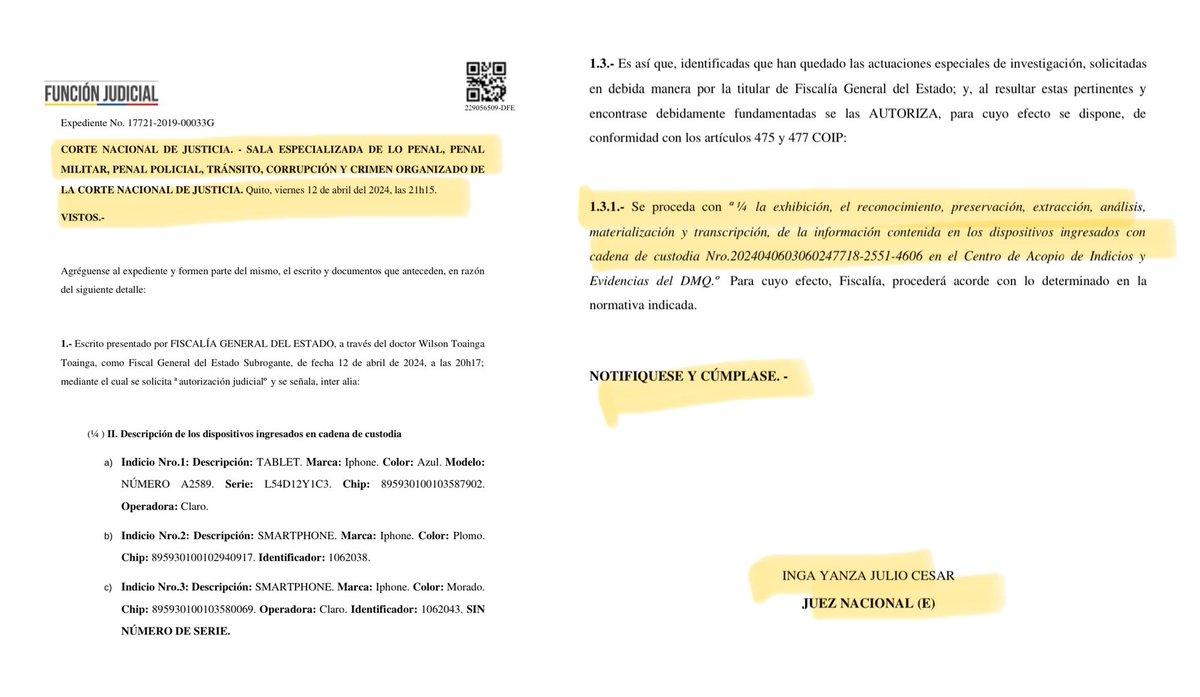 FUNCIÓN JUDICIAL
229056509-DFE
Expediente No. 17721-2019-00033G
CORTE NACIONAL DE JUSTICIA. - SALA ESPECIALIZADA DE LO PENAL, PENAL
MILITAR, PENAL POLICIAL, TRÁNSITO, CORRUPCIÓN Y CRIMEN ORGANIZADO DE
LA CORTE NACIONAL DE JUSTICIA. Quito, viernes 12 de abril del 2024, las 21h15.
VISTOS.-
Agréguense al expediente y formen parte del mismo, el escrito y documentos que anteceden, en razón
del siguiente detalle:
1.- Escrito presentado por FISCALÍA GENERAL DEL ESTADO, a través del doctor Wilson Toainga
Toainga, como Fiscal General del Estado Subrogante, de fecha 12 de abril de 2024, a las 20h17;
mediante el cual se solicita ª autorización judicialº y se señala, inter alia:
(¼ ) II. Descripción de los dispositivos ingresados en cadena de custodia
a) Indicio Nro.1: Descripción: TABLET. Marca: Iphone. Color: Azul. Modelo:
NÚMERO A2589. Serie: L54D12Y1C3. Chip: 895930100103587902.
Operadora: Claro.
b) Indicio Nro.2: Descripción: SMARTPHONE. Marca: Iphone. Color: Plomo.
Chip: 895930100102940917. Identificador: 1062038.
c) Indicio Nro.3: Descripción: SMARTPHONE. Marca: Iphone. Color: Morado.
Chip: 895930100103580069. Operadora: Claro. Identificador: 1062043. SIN
NÚMERO DE SERIE.
1.3.- Es así que, identificadas que han quedado las actuaciones especiales de investigación, solicitadas
en debida manera por la titular de Fiscalía General del Estado; y, al resultar estas pertinentes y
encontrase debidamente fundamentadas se las AUTORIZA, para cuyo efecto se dispone, de
conformidad con los artículos 475 y 477 COIP:
1.3.1.- Se proceda con ª ¼ la exhibición, el reconocimiento, preservación, extracción, análisis,
materialización y transcripción, de la información contenida en los dispositivos ingresados con
cadena de custodia Nro.2024040603060247718-2551-4606 en el Centro de Acopio de Indicios y
Evidencias del DMQ.º Para cuyo efecto, Fiscalía, procederá acorde con lo determinado en la
normativa indicada.
NOTIFIQUESE Y CÚMPLASE. -
INGA YANZA JULIO CESAR
JUEZ NACIONAL (E)